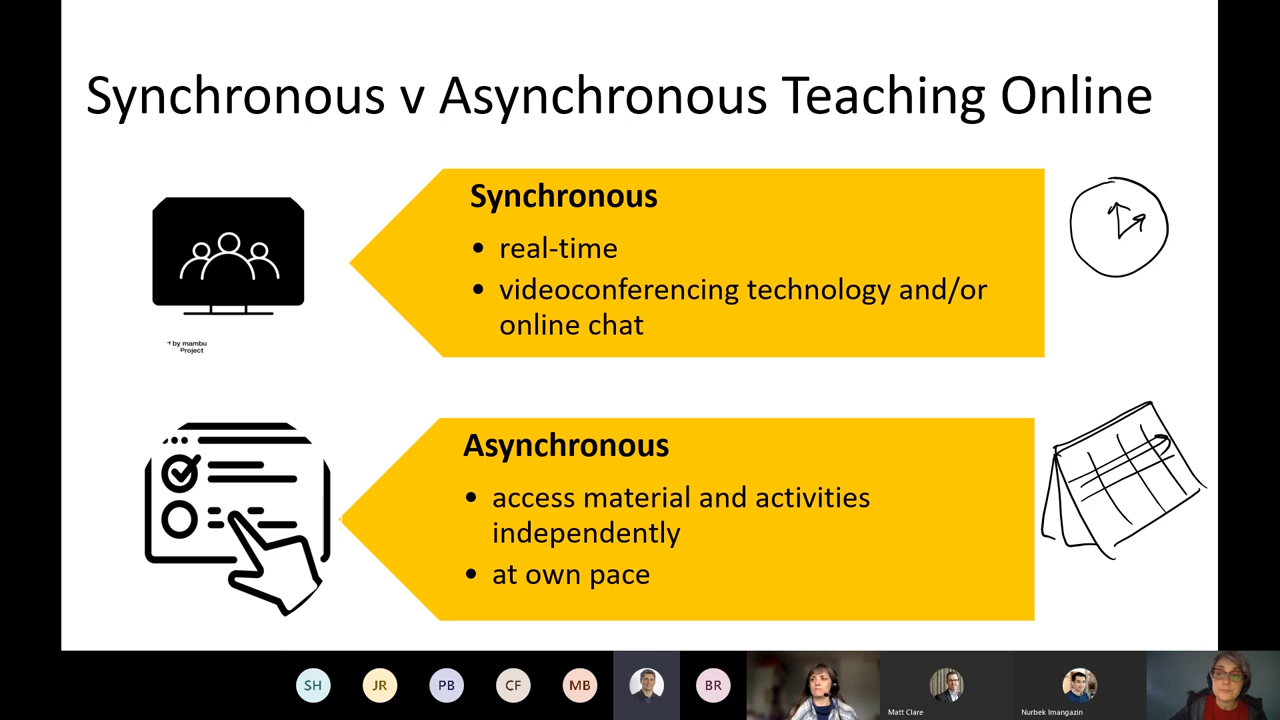 Synchronous v Asynchronous Teaching Online
Synchronous
• real-time
• videoconferencing technology and/or
online chat
by mambu
Project
Asynchronous
• access material and activities
independently
• at own pace
SH
JR
PB
CF
MB
BR
Matt Clare
Nurbek Imangazin